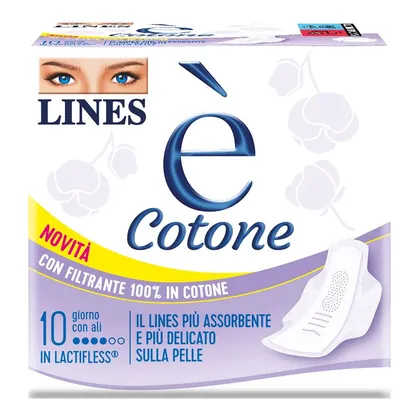 LINES
è
Cotone
NOVITÀ
CON FILTRANTE 100% IN COTONE
10 giorno
con ali
IN LACTIFLESS®
IL LINES PIÙ ASSORBENTE
E PIÙ DELICATO
SULLA PELLE